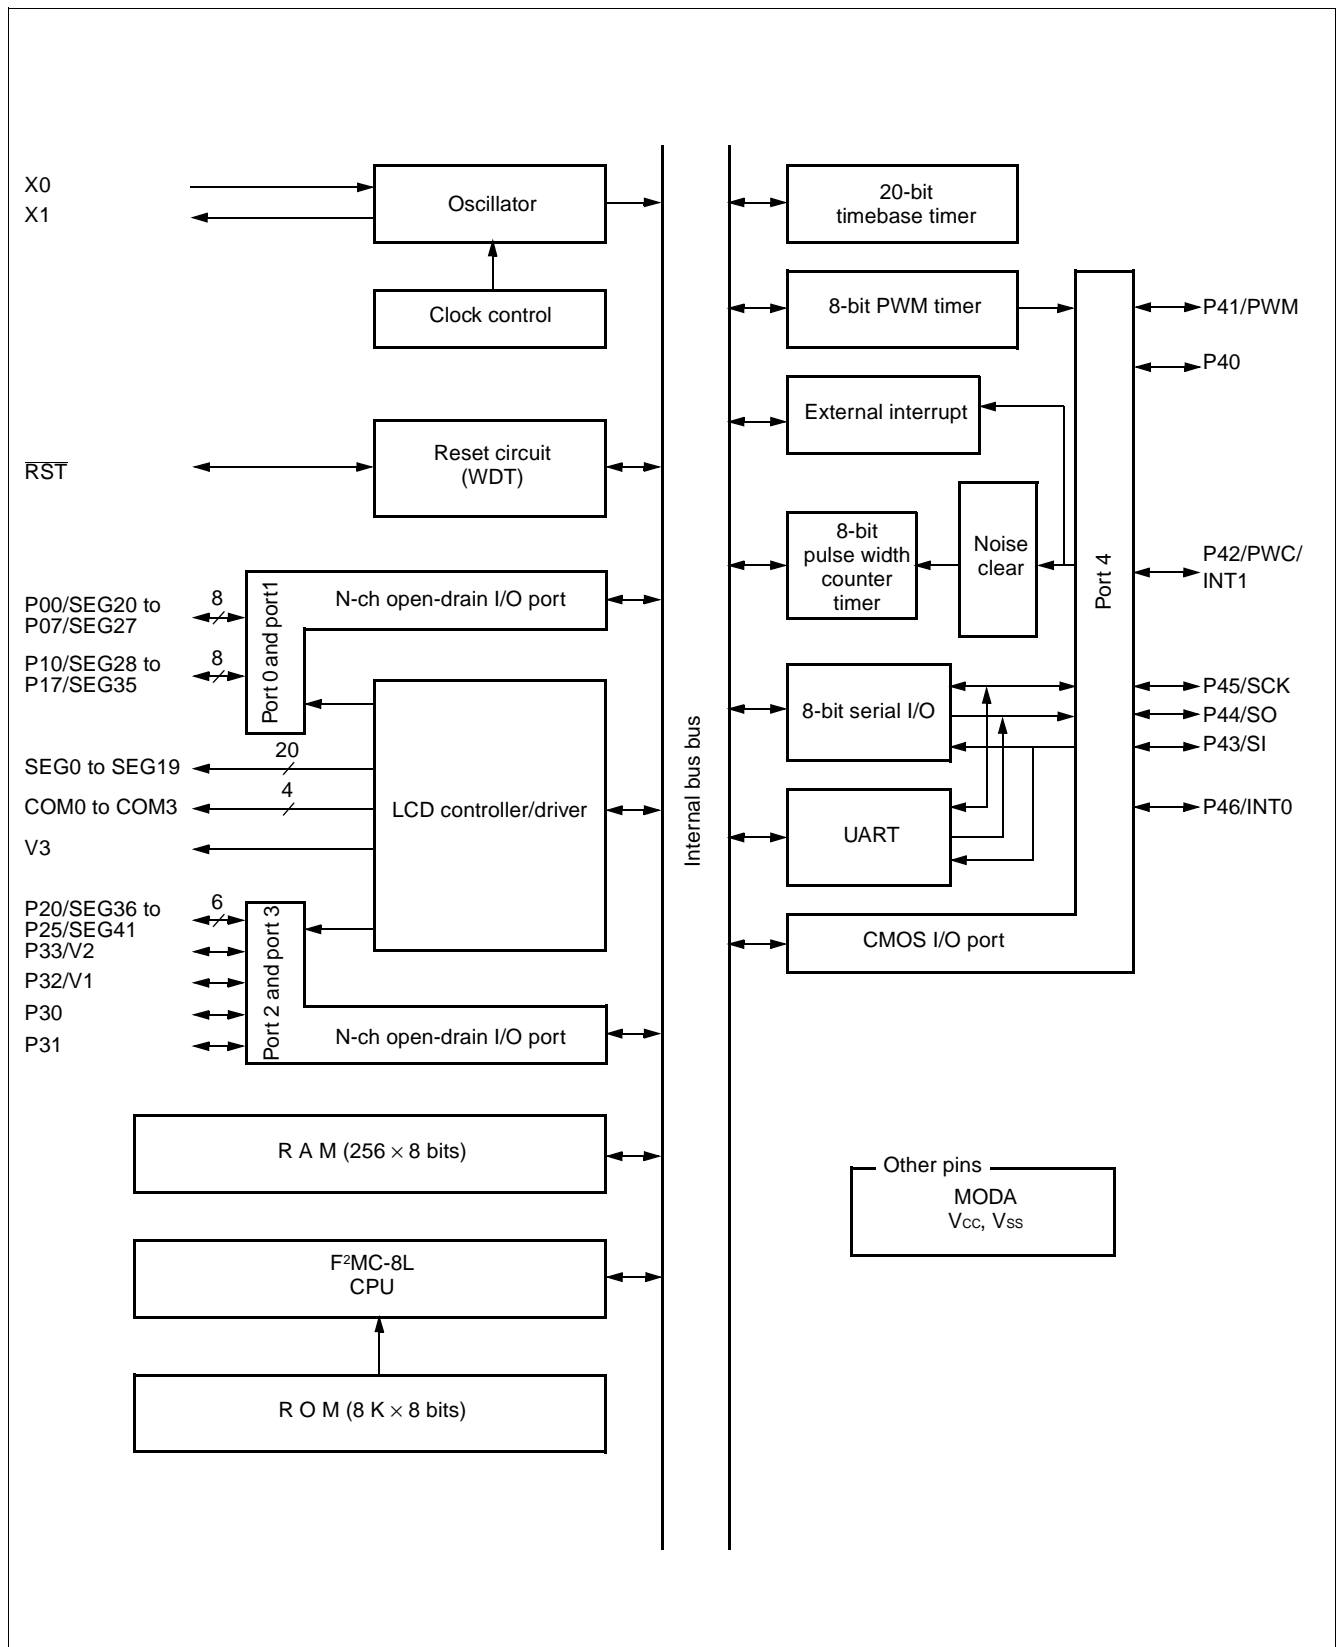 X0
X1
Oscillator
Clock control
RST
Reset circuit
(WDT)
P00/SEG20 to
P07/SEG27
8
P10/SEG28 to
P17/SEG35
8
Port 0 and port1
N-ch open-drain I/O port
SEG0 to SEG19
20
COM0 to COM3
4
V3
LCD controller/driver
P20/SEG36 to
P25/SEG41
6
P33/V2
P32/V1
P30
P31
Port 2 and port 3
N-ch open-drain I/O port
R A M (256 × 8 bits)
F²MC-8L
CPU
R O M (8 K × 8 bits)
Internal bus bus
20-bit
timebase timer
8-bit PWM timer
External interrupt
8-bit
pulse width
counter
timer
Noise
clear
8-bit serial I/O
UART
CMOS I/O port
Port 4
P41/PWM
P40
P42/PWC/
INT1
P45/SCK
P44/SO
P43/SI
P46/INT0
Other pins
MODA
VCC, VSS